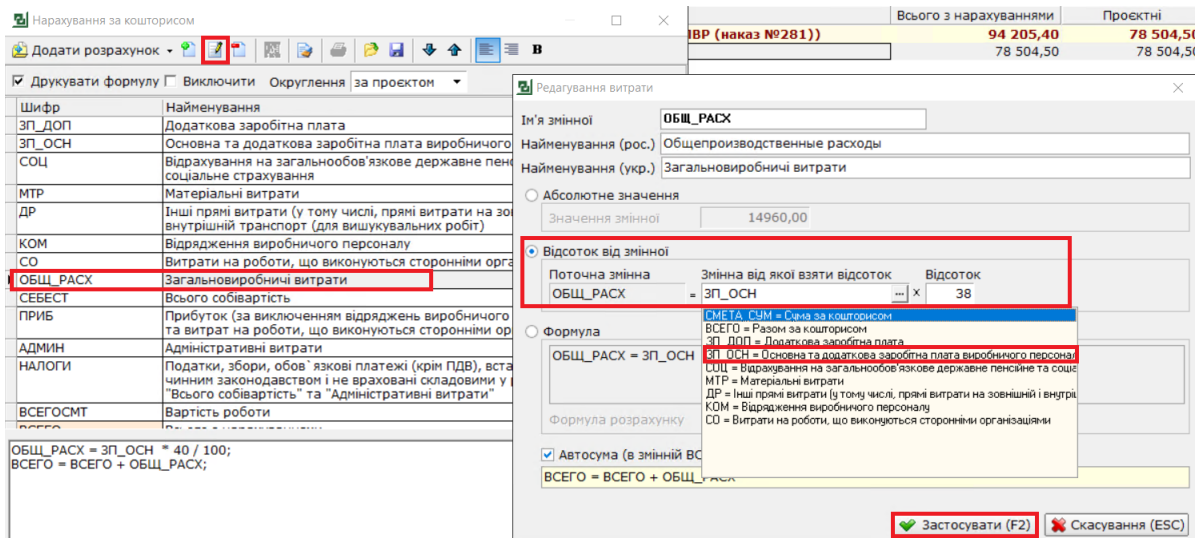 Нарахування за кошторисом
Додати розрахунок
B
Друкувати формулу Виключити Округлення за проєктом
Шифр Найменування
ЗП_ДОП Додаткова заробітна плата
ЗП_ОСН Основна та додаткова заробітна плата виробничого
СОЦ Відрахування на загальнообов'язкове державне пенс
соціальне страхування
МТР Матеріальні витрати
ДР Інші прямі витрати (у тому числі, прямі витрати на зов
внутрішній транспорт (для вишукувальних робіт)
КОМ Відрядження виробничого персоналу
СО Витрати на роботи, що виконуються сторонніми орга
ОБЩ_РАСХ Загальновиробничі витрати
СЕБЕСТ Всього собівартість
ПРИБ Прибуток (за виключенням відряджень виробничого
та витрат на роботи, що виконуються сторонніми ор
АДМИН Адміністративні витрати
НАЛОГИ Податки, збори, обов`язкові платежі (крім ПДВ), вста
чинним законодавством і не враховані складовими у р
"Всього собівартість" та "Адміністративні витрати"
ВСЕГОСМТ Вартість роботи
ОБЩ_РАСХ = ЗП_ОСН * 40 / 100;
ВСЕГО = ВСЕГО + ОБЩ_РАСХ;
Всього з нарахуваннями Проєктні
ІВР (наказ №281)) 94 205,40 78 504,50
78 504,50 78 504,50
Редагування витрати
Ім'я змінної ОБЩ_РАСХ
Найменування (рос.) Общепроизводственные расходы
Найменування (укр.) Загальновиробничі витрати
Абсолютне значення
Значення змінної 14960,00
Відсоток від змінної
Поточна змінна Змінна від якої взяти відсоток Відсоток
ОБЩ_РАСХ = ЗП_ОСН ... x 38
СМЕТА_СУМ = Сума за кошторисом
ВСЕГО = Разом за кошторисом
ЗП_ДОП = Додаткова заробітна плата
ЗП_ОСН = Основна та додаткова заробітна плата виробничого персонал
СОЦ = Відрахування на загальнообов'язкове державне пенсійне та соціа
МТР = Матеріальні витрати
ДР = Інші прямі витрати (у тому числі, прямі витрати на зовнішній і внутріш
КОМ = Відрядження виробничого персоналу
СО = Витрати на роботи, що виконуються сторонніми організаціями
Формула
ОБЩ_РАСХ = ЗП_ОСН
Формула розрахунку
Автосума (в змінній ВС
ВСЕГО = ВСЕГО + ОБЩ_РАСХ
Застосувати (F2) Скасування (ESC)